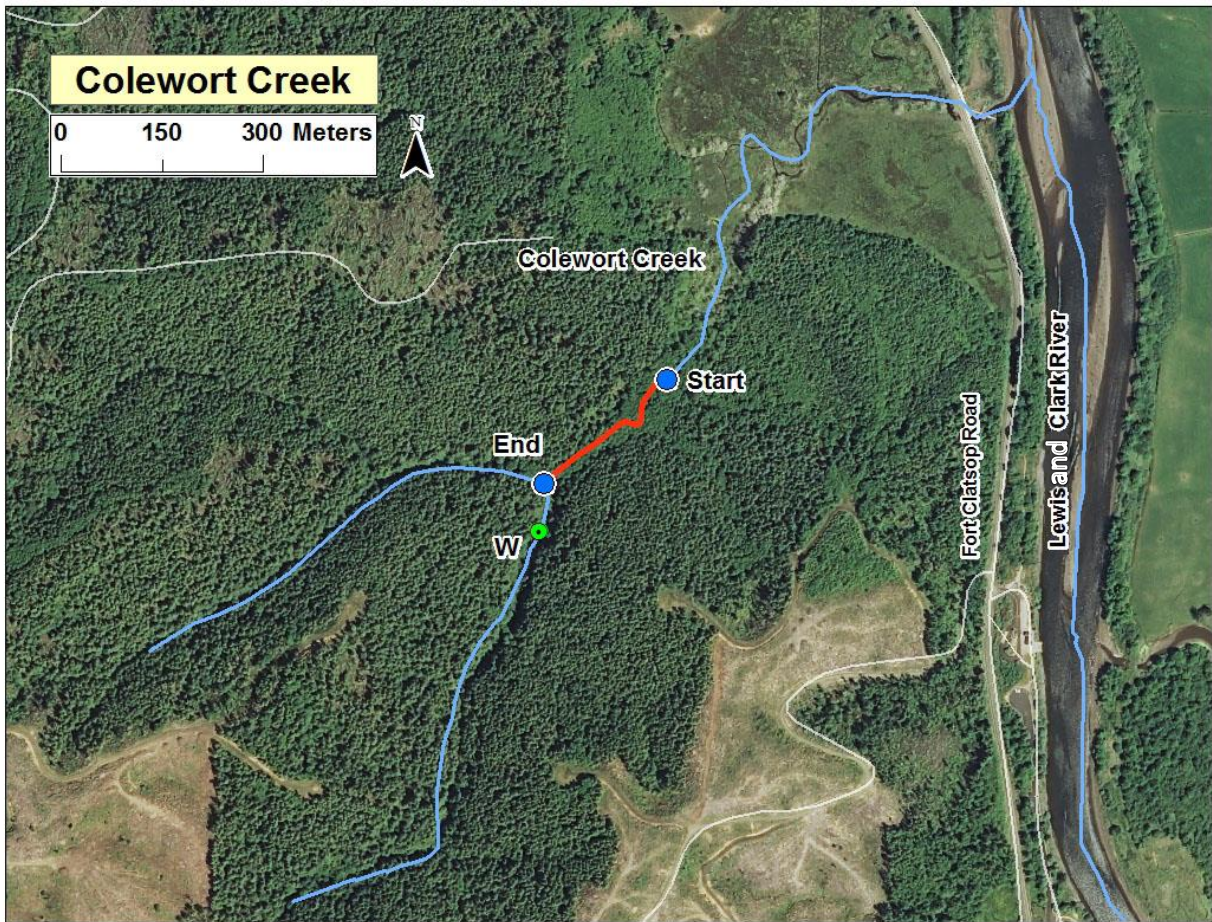 Colewort Creek
0 150 300 Meters
N
Colewort Creek
Start
End
W
Fort Clatsop Road
Lewis and Clark River